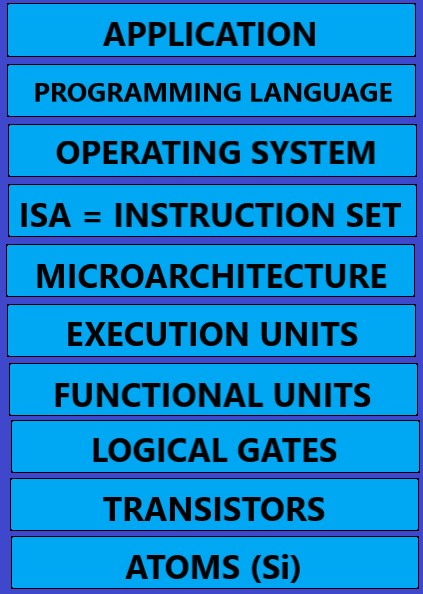 APPLICATION
PROGRAMMING LANGUAGE
OPERATING SYSTEM
ISA = INSTRUCTION SET
MICROARCHITECTURE
EXECUTION UNITS
FUNCTIONAL UNITS
LOGICAL GATES
TRANSISTORS
ATOMS (Si)